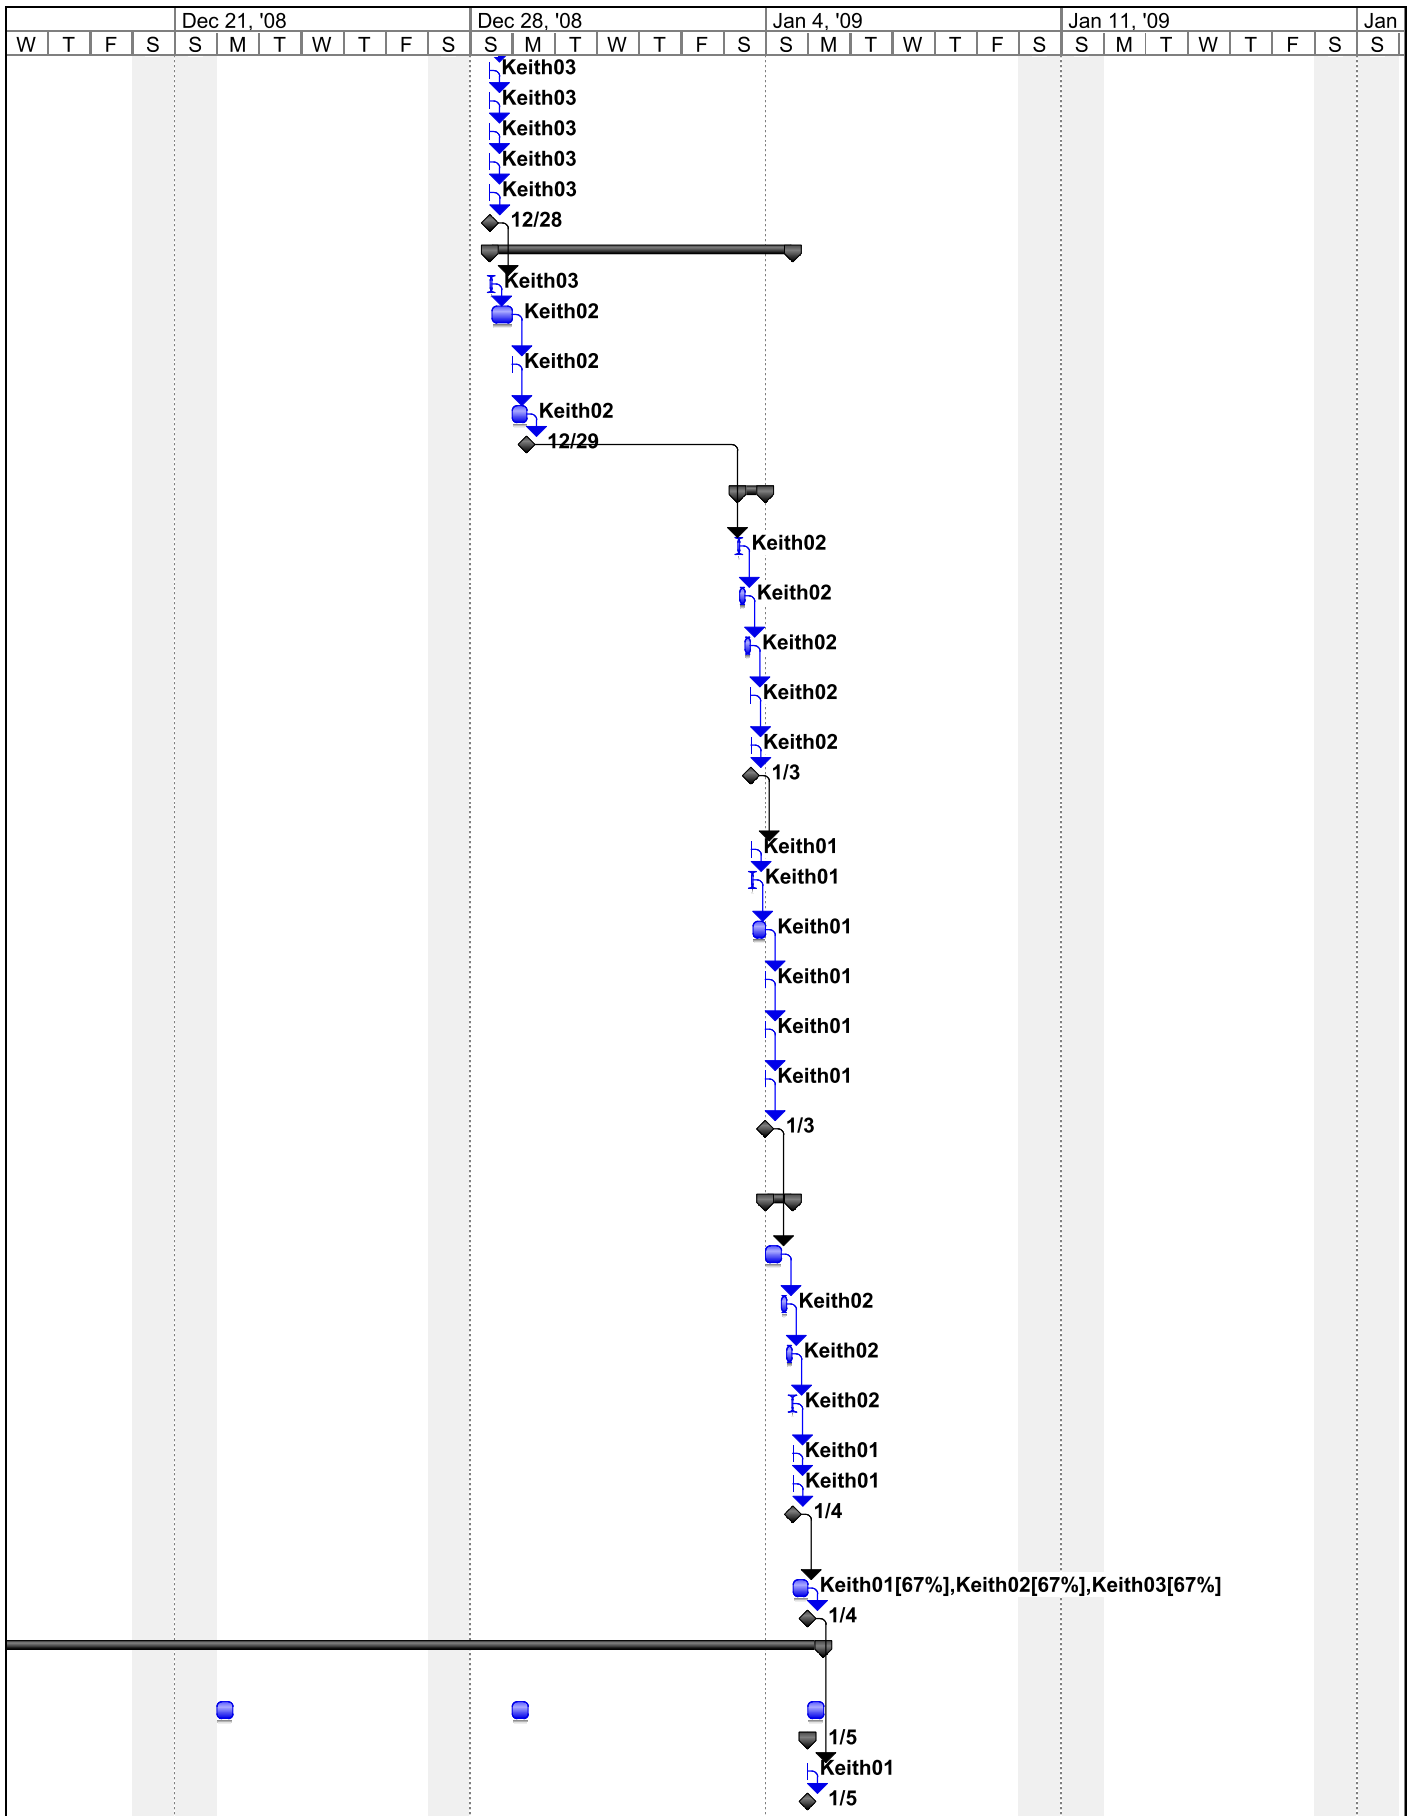 Dec 21, '08 Dec 28, '08 Jan 4, '09 Jan 11, '09 Jan
W T F S S M T W T F S S M T W T F S S M T W T F S S M T W T F S S
Keith03
Keith03
Keith03
Keith03
Keith03
12/28
Keith03
Keith02
Keith02
Keith02
12/29
Keith02
Keith02
Keith02
Keith02
Keith02
1/3
Keith01
Keith01
Keith01
Keith01
Keith01
Keith01
1/3
Keith02
Keith02
Keith02
Keith01
Keith01
1/4
Keith01[67%],Keith02[67%],Keith03[67%]
1/4
1/5
Keith01
1/5